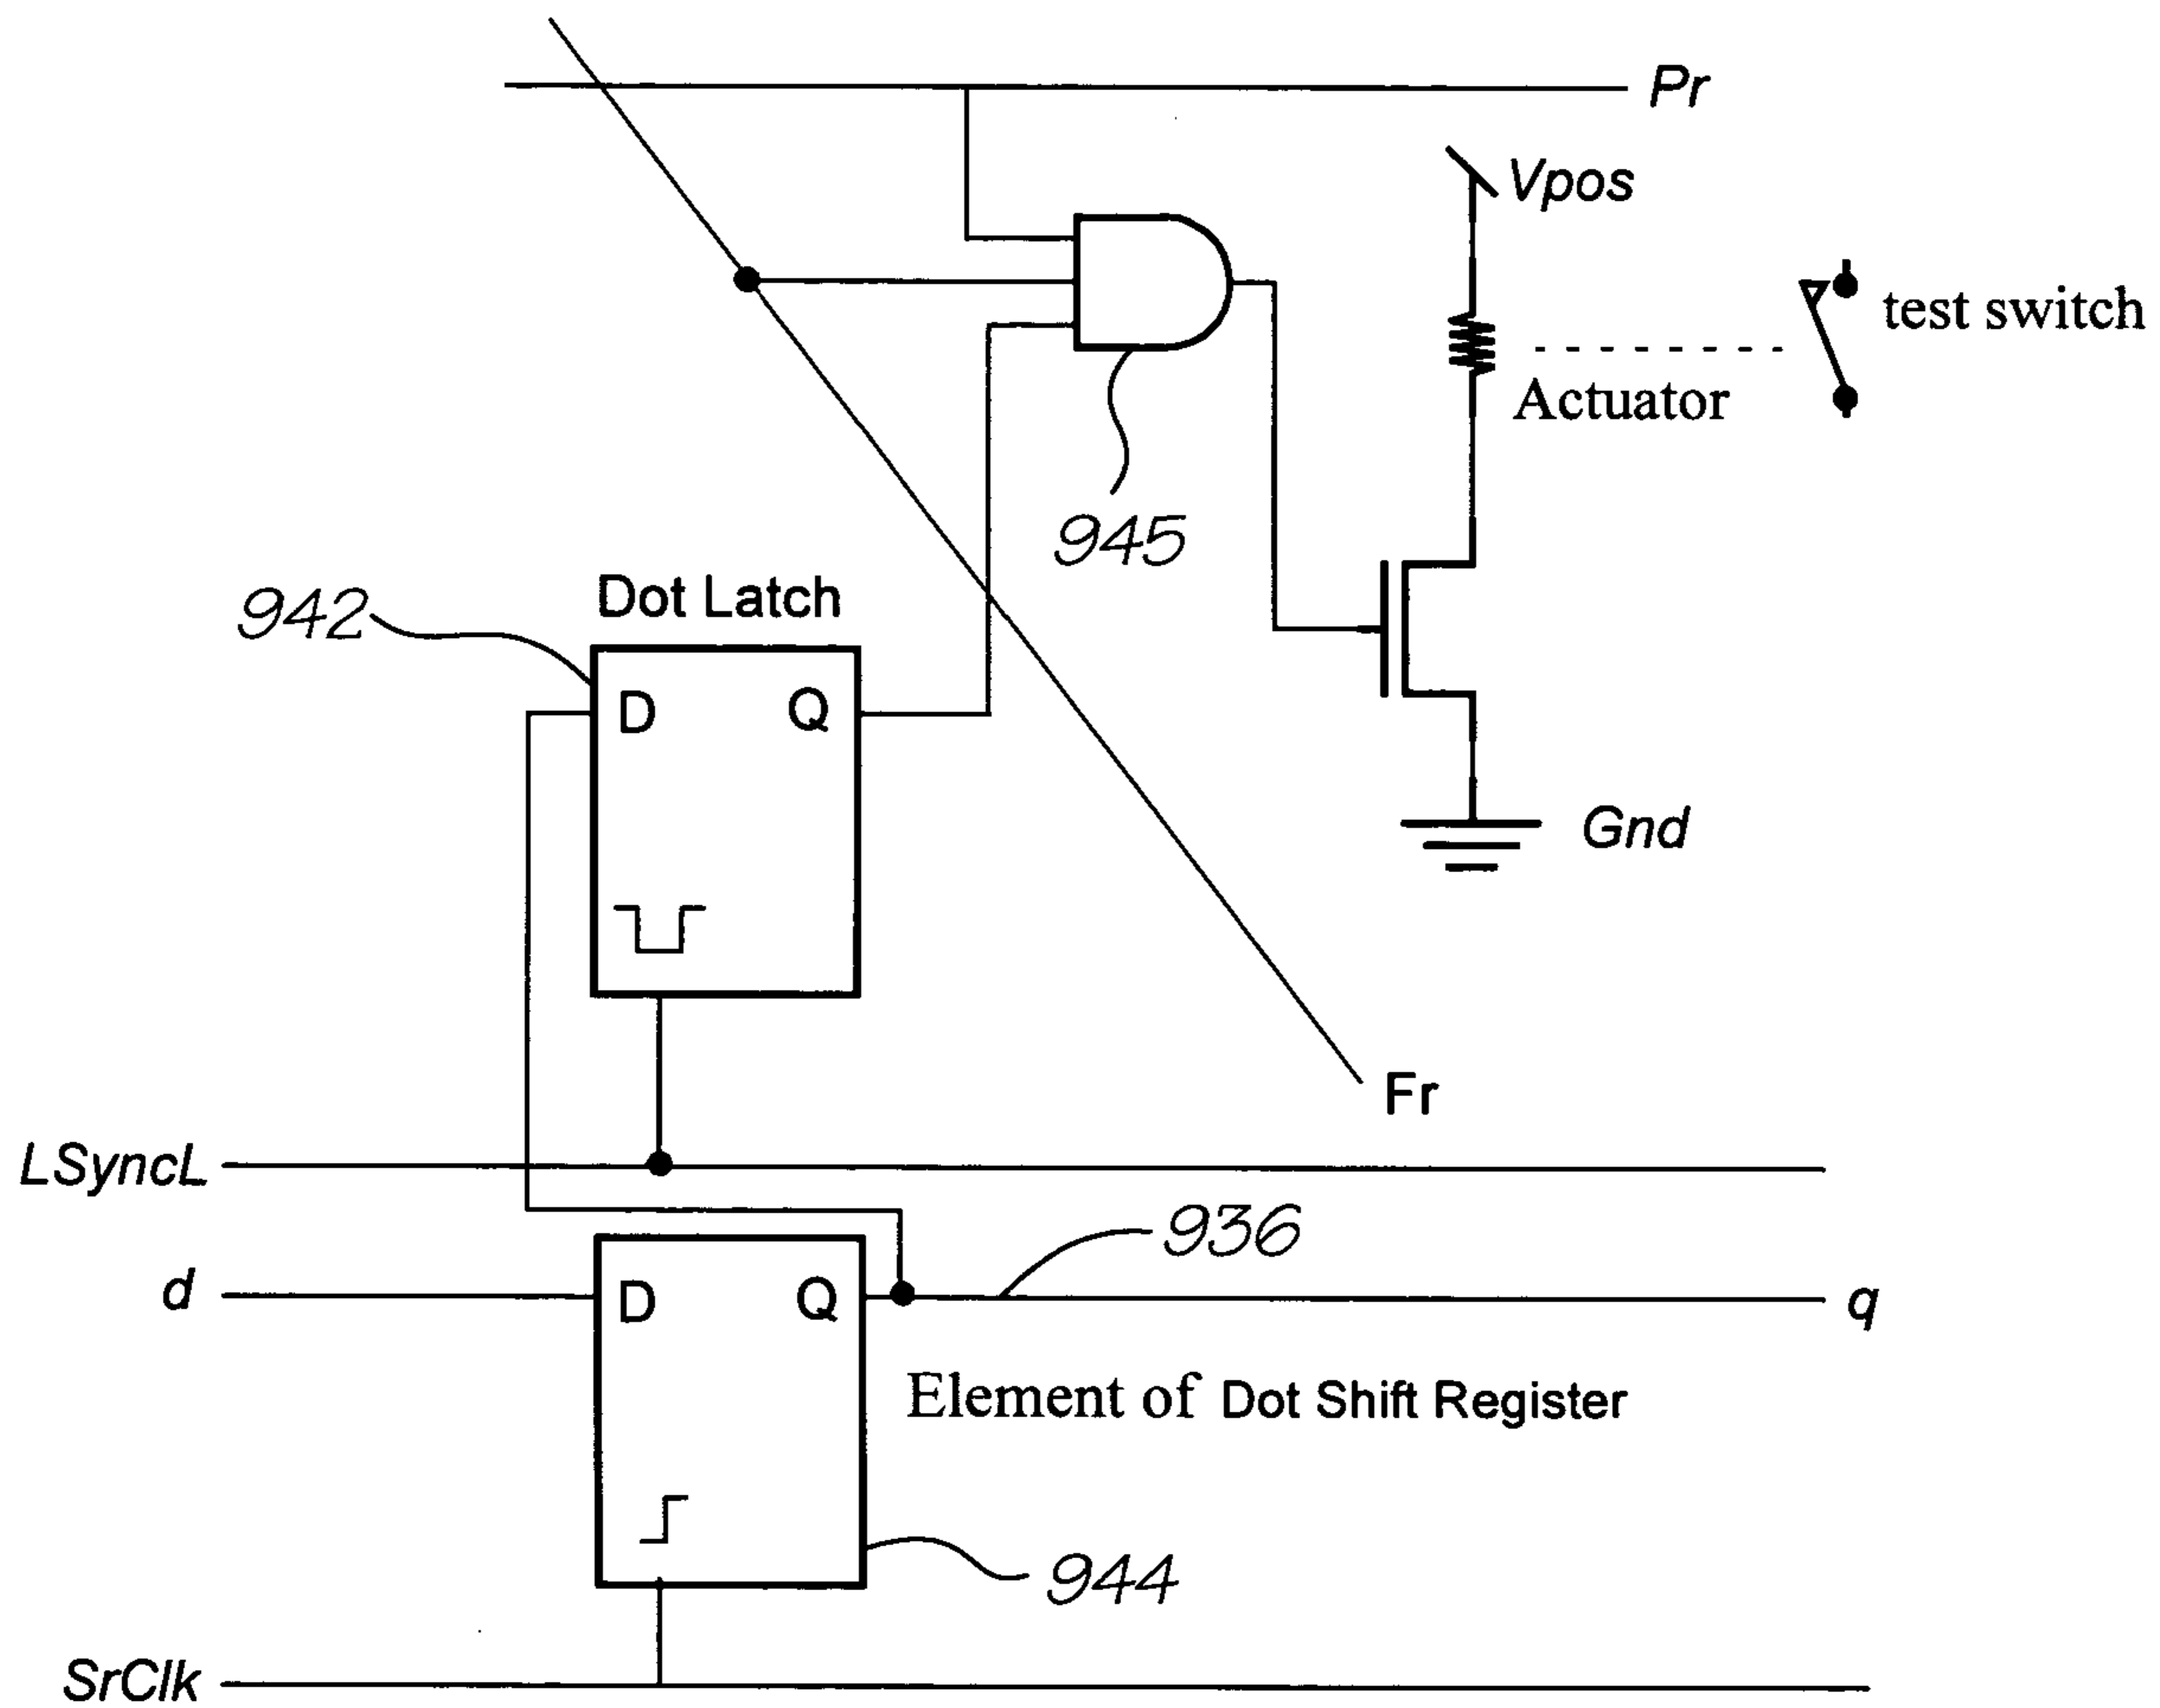 Pr
Vpos
test switch
Actuator
945
Dot Latch
942
D Q
Gnd
Fr
LSyncL
936
d
D Q
q
Element of Dot Shift Register
944
SrClk